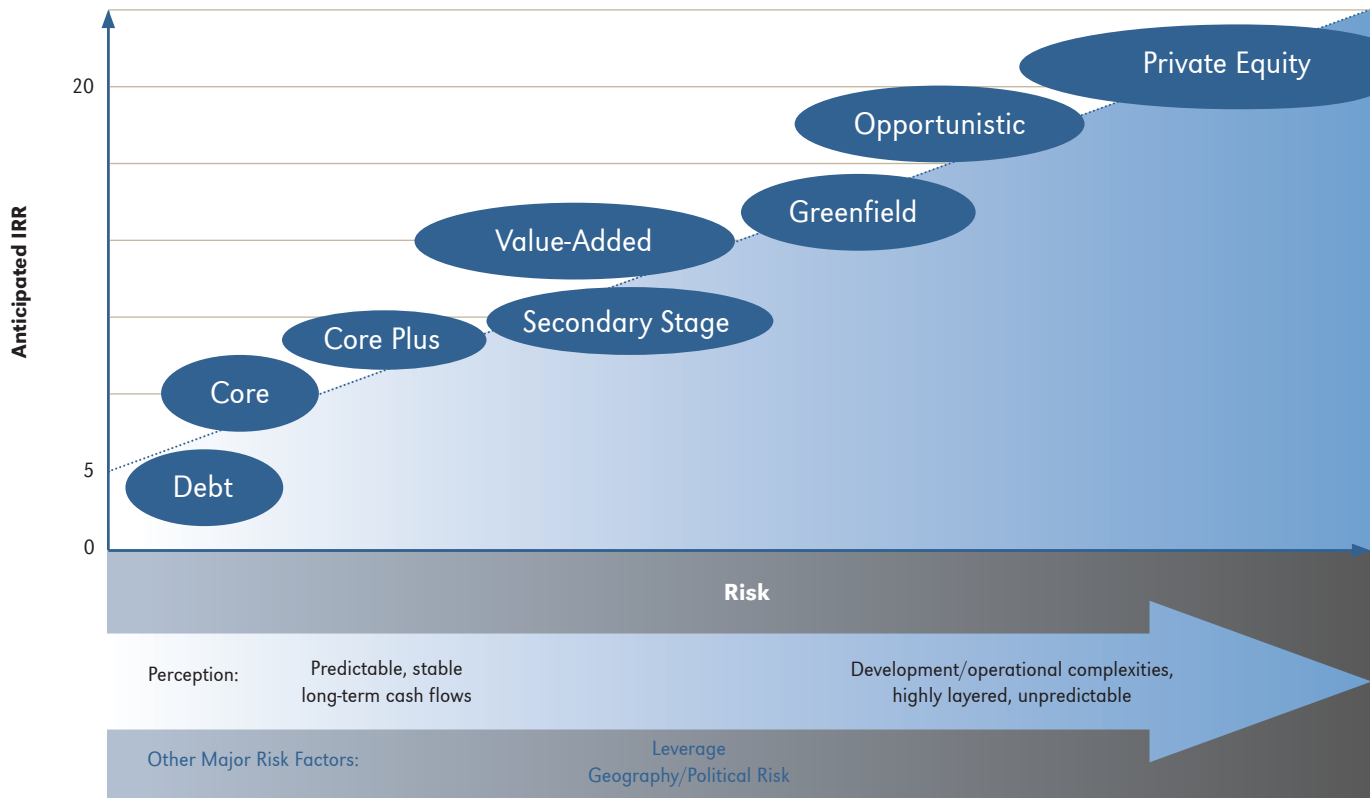 Anticipated IRR
20
5
0
Private Equity
Opportunistic
Greenfield
Value-Added
Secondary Stage
Core Plus
Core
Debt
Risk
Perception:
Predictable, stable
long-term cash flows
Development/operational complexities,
highly layered, unpredictable
Other Major Risk Factors:
Leverage
Geography/Political Risk